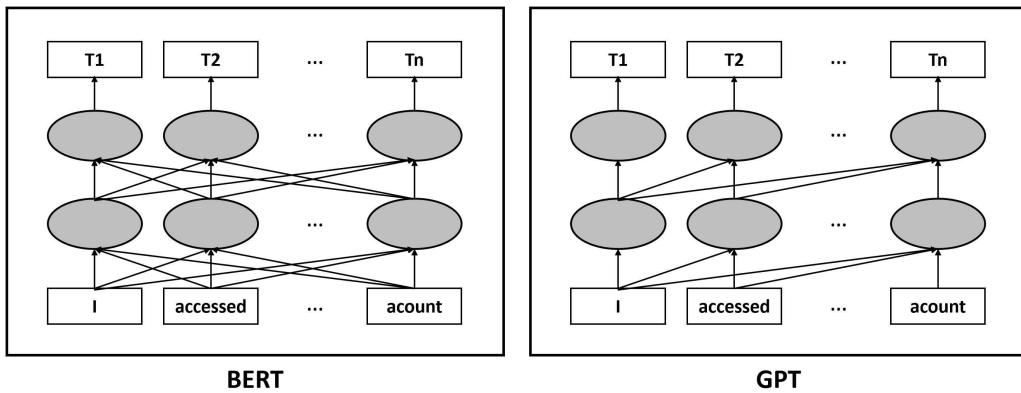 T1 T2 ... Tn
... 
...
I accessed ... acount
BERT
T1 T2 ... Tn
...
...
I accessed ... acount
GPT